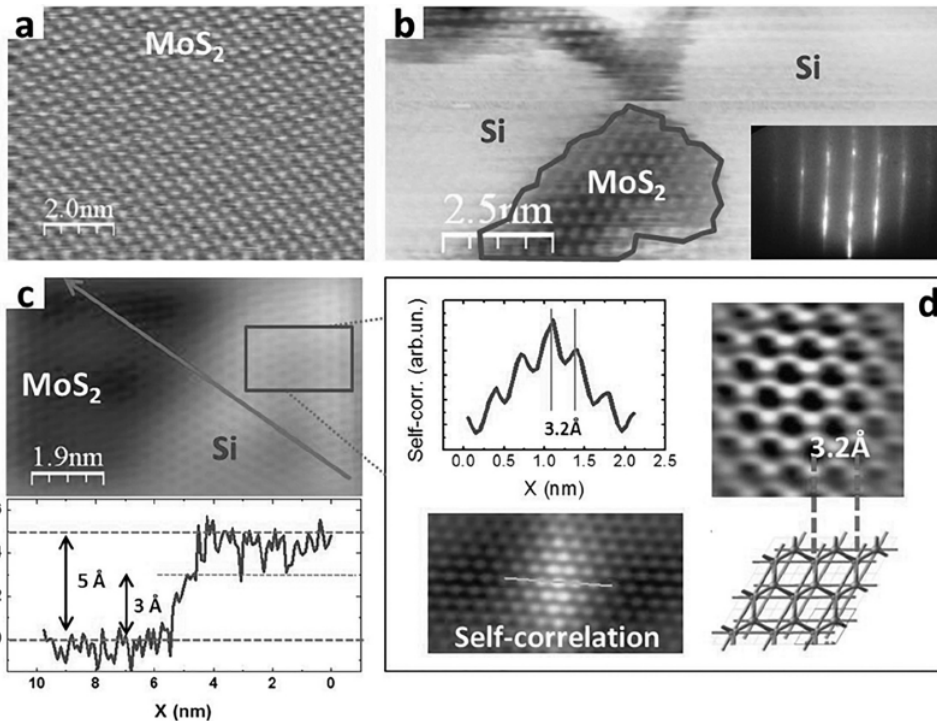 a
MoS₂
2.0nm
b
Si
Si
MoS₂
2.5nm
c
MoS₂
Si
1.9nm
5 Å
3 Å
4
0
10 8 6 4 2 0
X (nm)
d
Self-corr. (arb.un.)
3.2Å
0.0 0.5 1.0 1.5 2.0 2.5
X (nm)
3.2Å
Self-correlation